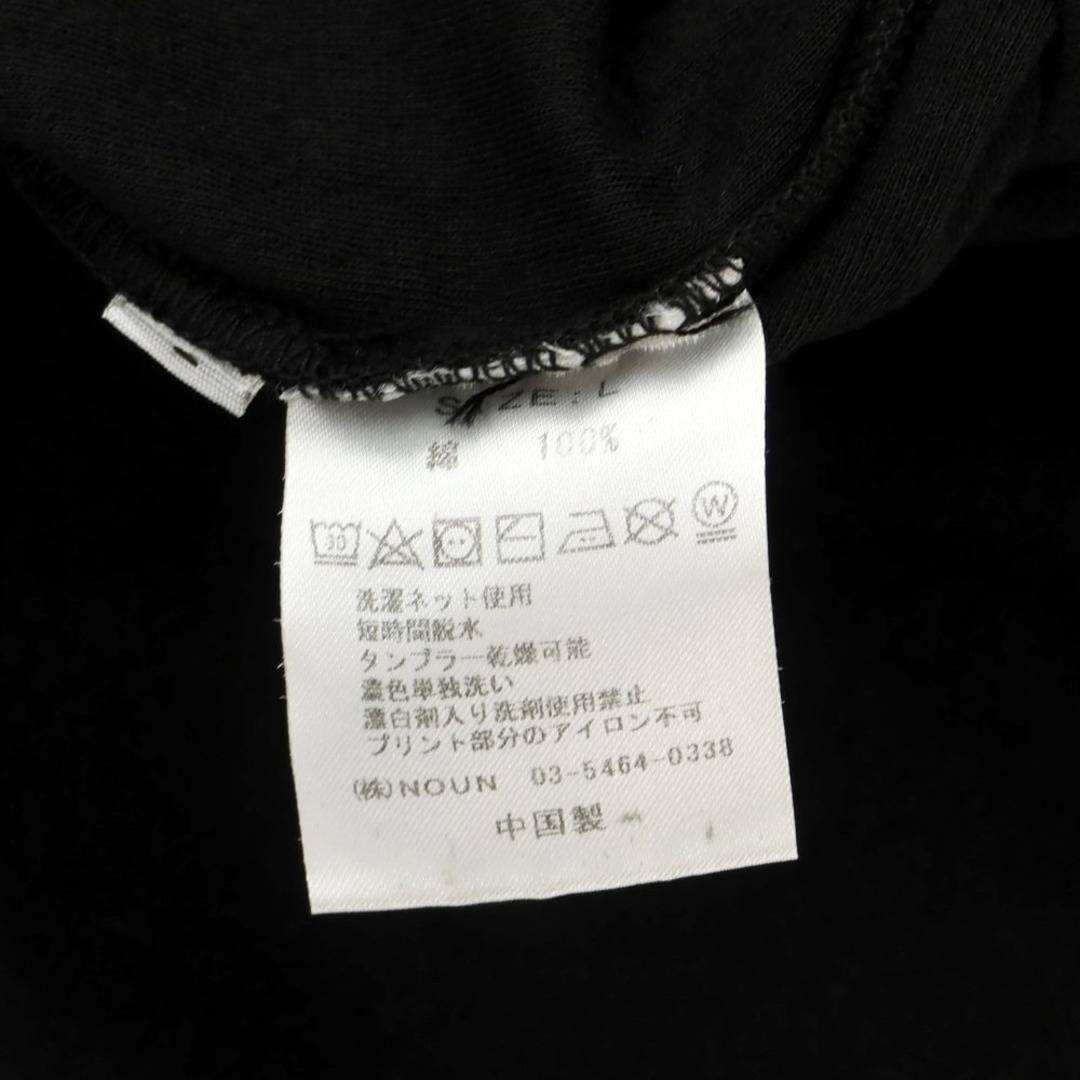 SIZE:L
綿 100%
30 W
洗濯ネット使用
短時間脱水
タンブラー乾燥可能
濃色単独洗い
漂白剤入り洗剤使用禁止
プリント部分のアイロン不可
(株)NOUN 03-5464-0338
中国製